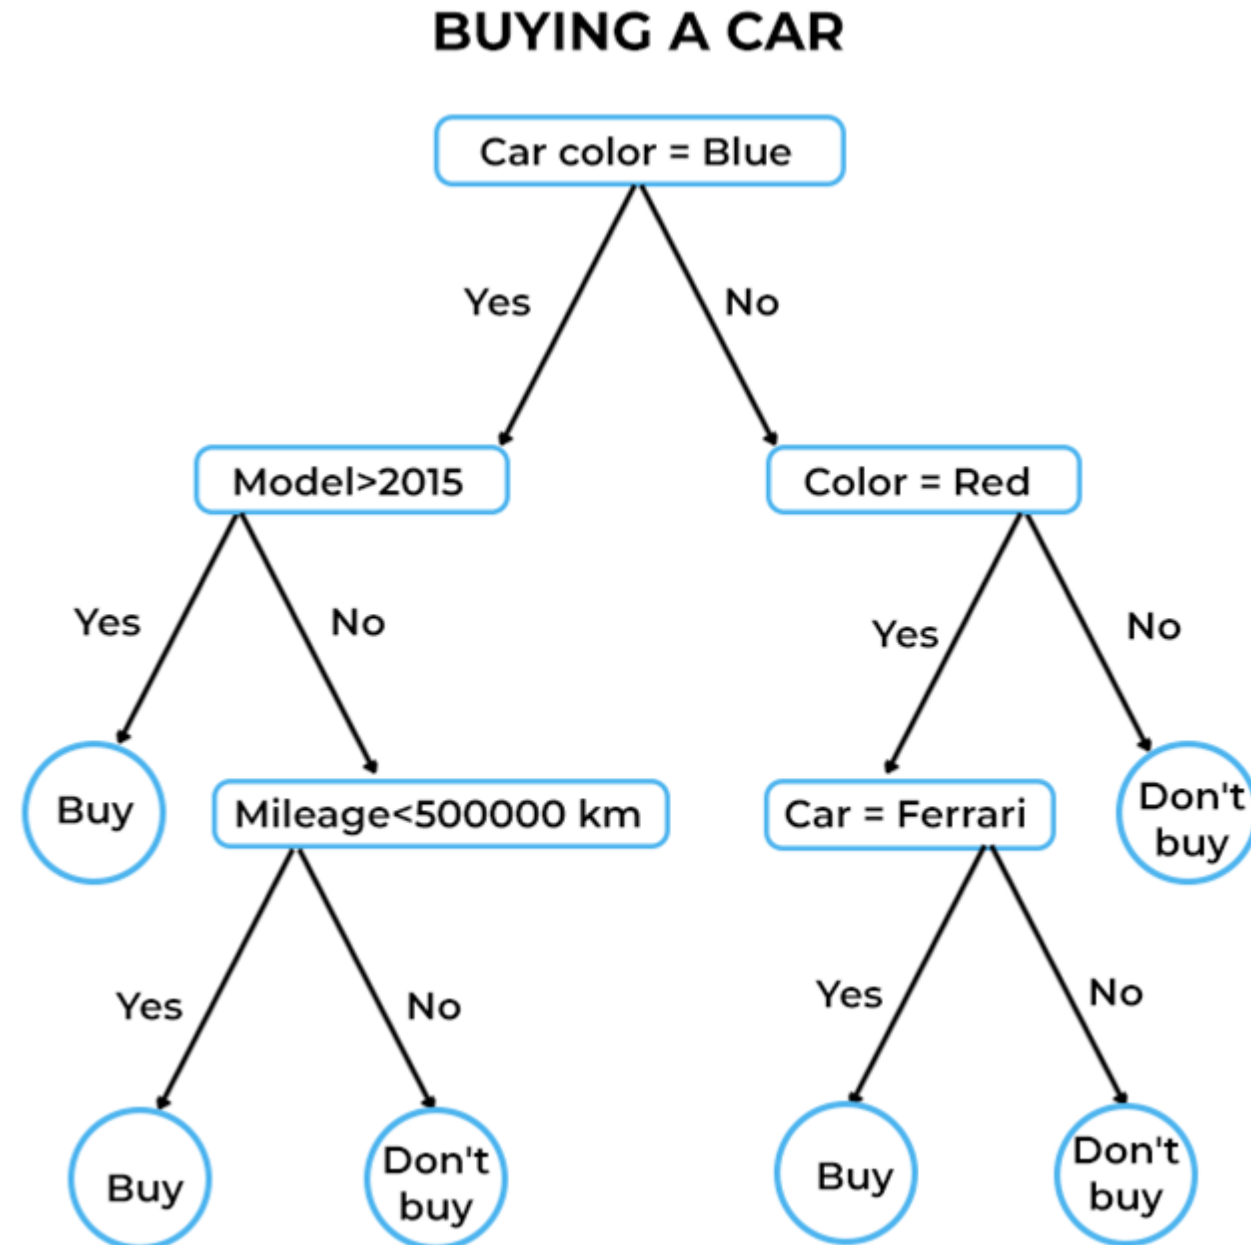 BUYING A CAR
Car color = Blue
Yes
No
Model>2015
Color = Red
Yes
No
Yes
No
Buy
Mileage<500000 km
Car = Ferrari
Don't
buy
Yes
No
Yes
No
Buy
Don't
buy
Buy
Don't
buy